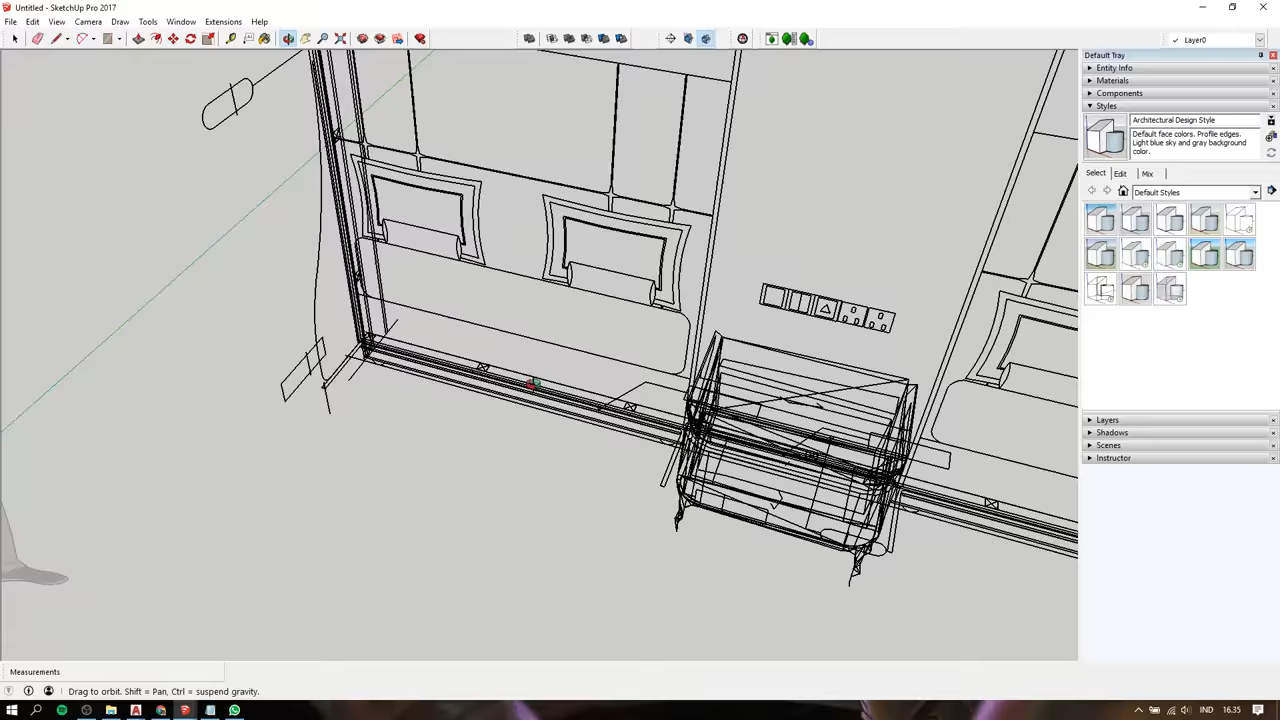 Untitled - SketchUp Pro 2017
File Edit View Camera Draw Tools Window Extensions Help
Layer0
Default Tray
Entity Info
Materials
Components
Styles
Architectural Design Style
Default face colors. Profile edges.
Light blue sky and gray background
color.
Select Edit Mix
Default Styles
Layers
Shadows
Scenes
Instructor
Measurements
Drag to orbit. Shift = Pan, Ctrl = suspend gravity.
IND 16.35